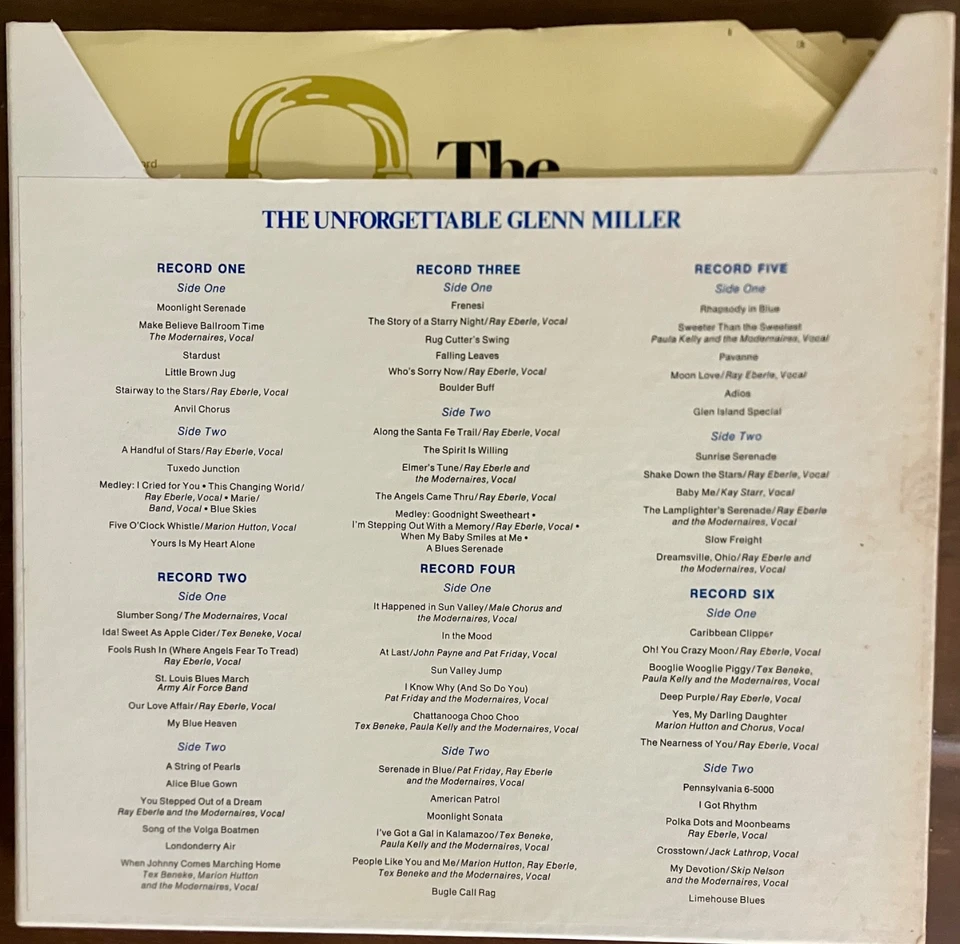 ord
The
THE UNFORGETTABLE GLENN MILLER
RECORD ONE
Side One
Moonlight Serenade
Make Believe Ballroom Time
The Modernaires, Vocal
Stardust
Little Brown Jug
Stairway to the Stars/Ray Eberle, Vocal
Anvil Chorus
Side Two
A Handful of Stars/Ray Eberle, Vocal
Tuxedo Junction
Medley: I Cried for You • This Changing World/
Ray Eberle, Vocal • Marie/
Band, Vocal • Blue Skies
Five O'Clock Whistle/Marion Hutton, Vocal
Yours Is My Heart Alone
RECORD TWO
Side One
Slumber Song/The Modernaires, Vocal
Ida! Sweet As Apple Cider/Tex Beneke, Vocal
Fools Rush In (Where Angels Fear To Tread)
Ray Eberle, Vocal
St. Louis Blues March
Army Air Force Band
Our Love Affair/Ray Eberle, Vocal
My Blue Heaven
Side Two
A String of Pearls
Alice Blue Gown
You Stepped Out of a Dream
Ray Eberle and the Modernaires, Vocal
Song of the Volga Boatmen
Londonderry Air
When Johnny Comes Marching Home
Tex Beneke, Marion Hutton
and the Modernaires, Vocal
RECORD THREE
Side One
Frenesi
The Story of a Starry Night/Ray Eberle, Vocal
Rug Cutter's Swing
Falling Leaves
Who's Sorry Now/Ray Eberle, Vocal
Boulder Buff
Side Two
Along the Santa Fe Trail/Ray Eberle, Vocal
The Spirit Is Willing
Elmer's Tune/Ray Eberle and
the Modernaires, Vocal
The Angels Came Thru/Ray Eberle, Vocal
Medley: Goodnight Sweetheart •
I'm Stepping Out With a Memory/Ray Eberle, Vocal •
When My Baby Smiles at Me •
A Blues Serenade
RECORD FOUR
Side One
It Happened in Sun Valley/Male Chorus and
the Modernaires, Vocal
In the Mood
At Last/John Payne and Pat Friday, Vocal
Sun Valley Jump
I Know Why (And So Do You)
Pat Friday and the Modernaires, Vocal
Chattanooga Choo Choo
Tex Beneke, Paula Kelly and the Modernaires, Vocal
Side Two
Serenade in Blue/Pat Friday, Ray Eberle
and the Modernaires, Vocal
American Patrol
Moonlight Sonata
I've Got a Gal in Kalamazoo/Tex Beneke,
Paula Kelly and the Modernaires, Vocal
People Like You and Me/Marion Hutton, Ray Eberle,
Tex Beneke and the Modernaires, Vocal
Bugle Call Rag
RECORD FIVE
Side One
Rhapsody in Blue
Sweeter Than the Sweetest
Paula Kelly and the Modernaires, Vocal
Pavanne
Moon Love/Ray Eberle, Vocal
Adios
Glen Island Special
Side Two
Sunrise Serenade
Shake Down the Stars/Ray Eberle, Vocal
Baby Me/Kay Starr, Vocal
The Lamplighter's Serenade/Ray Eberle
and the Modernaires, Vocal
Slow Freight
Dreamsville, Ohio/Ray Eberle and
the Modernaires, Vocal
RECORD SIX
Side One
Caribbean Clipper
Oh! You Crazy Moon/Ray Eberle, Vocal
Booglie Wooglie Piggy/Tex Beneke,
Paula Kelly and the Modernaires, Vocal
Deep Purple/Ray Eberle, Vocal
Yes, My Darling Daughter
Marion Hutton and Chorus, Vocal
The Nearness of You/Ray Eberle, Vocal
Side Two
Pennsylvania 6-5000
I Got Rhythm
Polka Dots and Moonbeams
Ray Eberle, Vocal
Crosstown/Jack Lathrop, Vocal
My Devotion/Skip Nelson
and the Modernaires, Vocal
Limehouse Blues